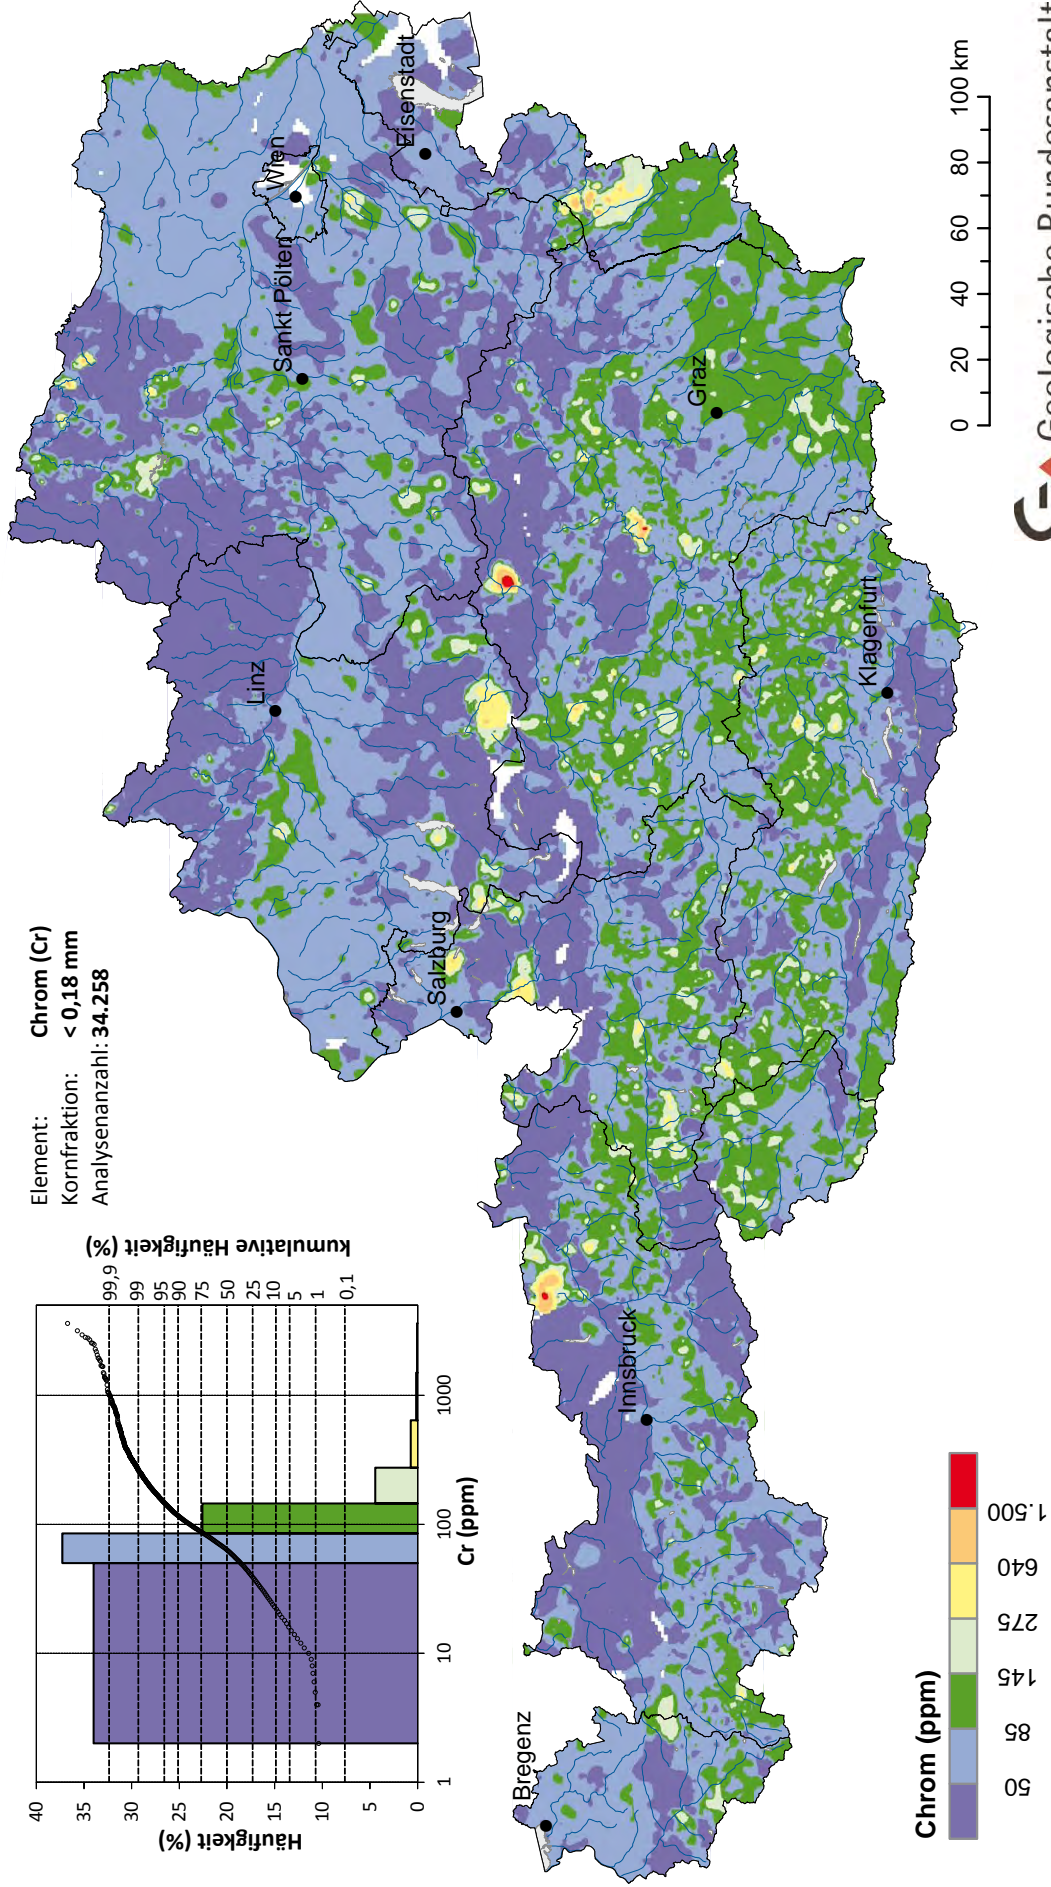 Element: Chrom (Cr)
Kornfraktion: < 0,18 mm
Analysenanzahl: 34.258
Häufigkeit (%)
40
35
30
25
20
15
10
5
0
1
10
100
1000
Cr (ppm)
kumulative Häufigkeit (%)
99,9
99
95
90
75
50
25
10
5
1
0,1
Wien
Eisenstadt
Sankt Pölten
Linz
Salzburg
Graz
Klagenfurt
Innsbruck
Bregenz
Chrom (ppm)
50
85
145
275
640
1.500
0 20 40 60 80 100 km
Geologische Bundesanstalt